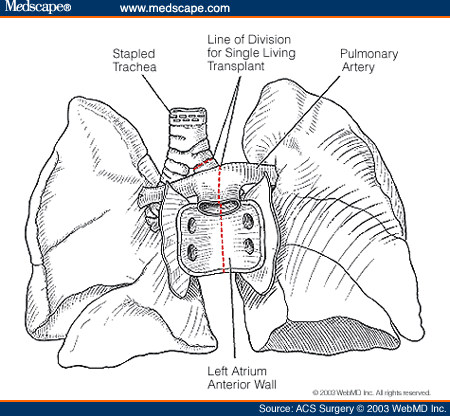 Medscape® www.medscape.com
Stapled
Trachea
Line of Division
for Single Living
Transplant
Pulmonary
Artery
Left Atrium
Anterior Wall
© 2003 WebMD Inc. All rights reserved.
Source: ACS Surgery © 2003 WebMD Inc.